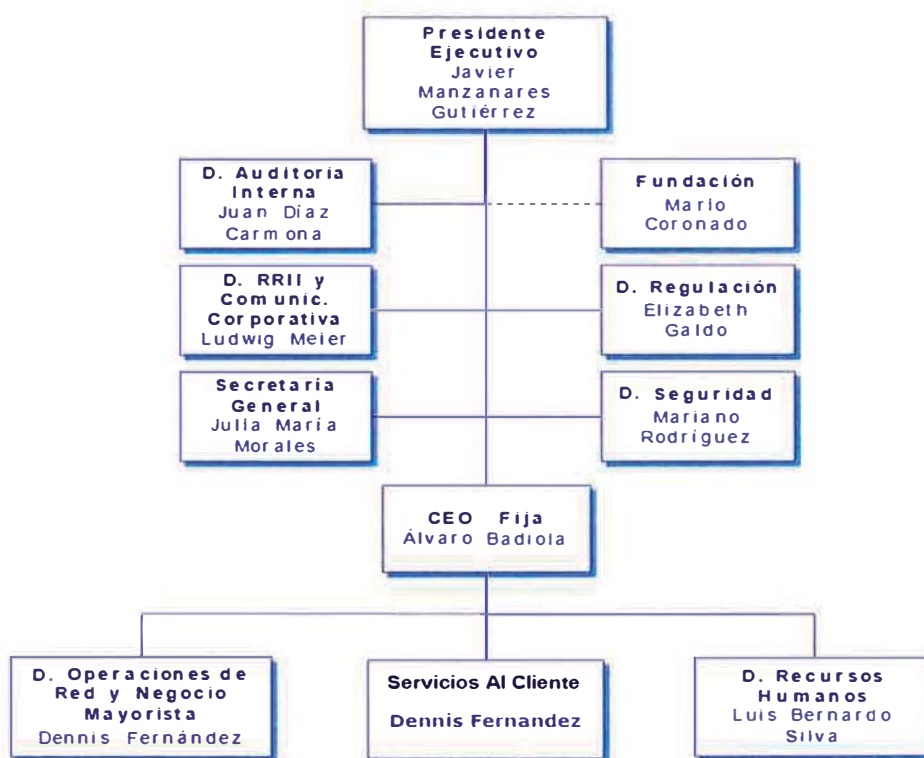 Presidente
Ejecutivo
Javier
Manzanares
Gutiérrez
D. Auditoría
Interna
Juan Díaz
Carmona
Fundación
Mario
Coronado
D. RRII y
Comunic.
Corporativa
Ludwig Meier
D. Regulación
Elizabeth
Galdo
Secretaría
General
Julia María
Morales
D. Seguridad
Mariano
Rodríguez
CEO Fija
Álvaro Badiola
D. Operaciones de
Red y Negocio
Mayorista
Dennis Fernández
Servicios Al Cliente
Dennis Fernandez
D. Recursos
Humanos
Luis Bernardo
Silva